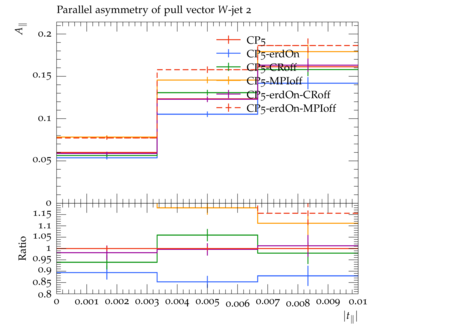 Parallel asymmetry of pull vector W-jet 2
A∥
0.2
0.15
0.1
0.05
0
CP5
CP5-erdOn
CP5-CRoff
CP5-MPIoff
CP5-erdOn-CRoff
CP5-erdOn-MPIoff
Ratio
1.15
1.1
1.05
1
0.95
0.9
0.85
0.8
0 0.001 0.002 0.003 0.004 0.005 0.006 0.007 0.008 0.009 0.01
|t∥|